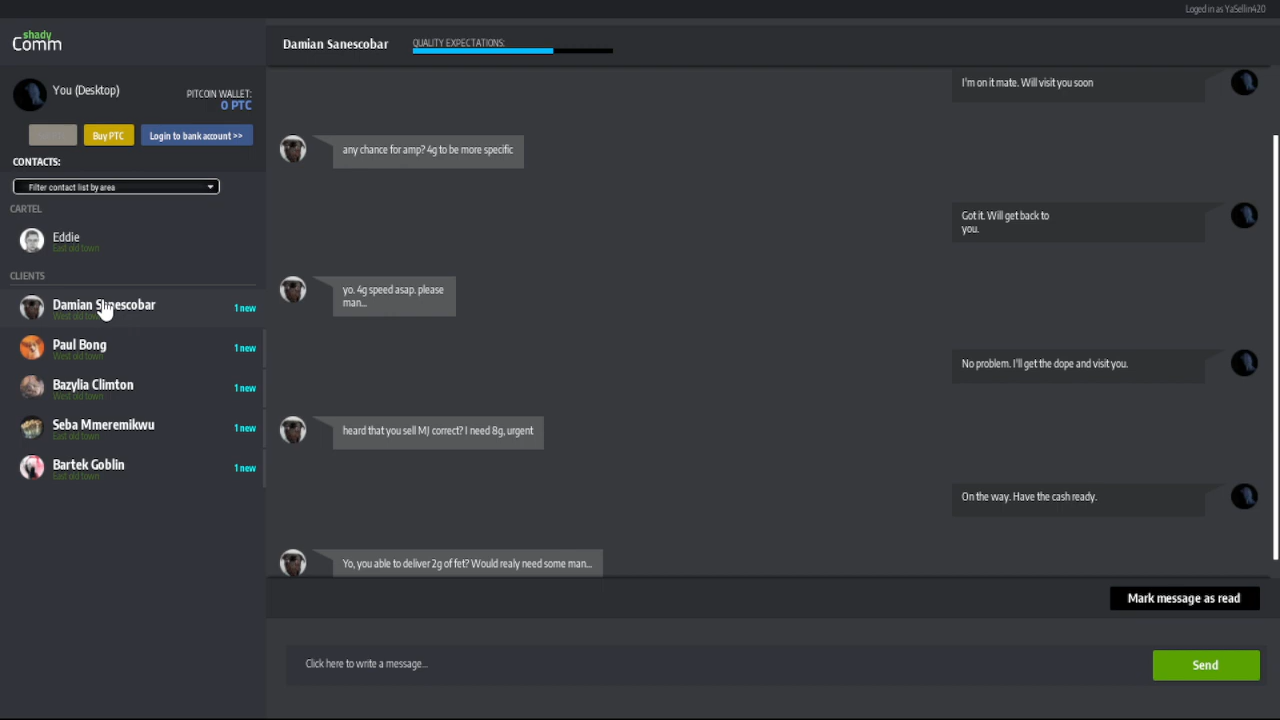 Loged in as YaSellin420
shady
Comm
Damian Sanescobar
QUALITY EXPECTATIONS:
You (Desktop)
PITCOIN WALLET:
0 PTC
Buy PTC
Login to bank account >>
CONTACTS:
Filter contact list by area
CARTEL
Eddie
East old town
CLIENTS
Damian Sanescobar
1 new
West old town
Paul Bong
1 new
West old town
Bazylia Climton
1 new
West old town
Seba Mmeremikwu
1 new
East old town
Bartek Goblin
1 new
East old town
I'm on it mate. Will visit you soon
any chance for amp? 4g to be more specific
Got it. Will get back to
you.
yo. 4g speed asap. please
man...
No problem. I'll get the dope and visit you.
heard that you sell MJ correct? I need 8g, urgent
On the way. Have the cash ready.
Yo, you able to deliver 2g of fet? Would realy need some man...
Mark message as read
Click here to write a message...
Send